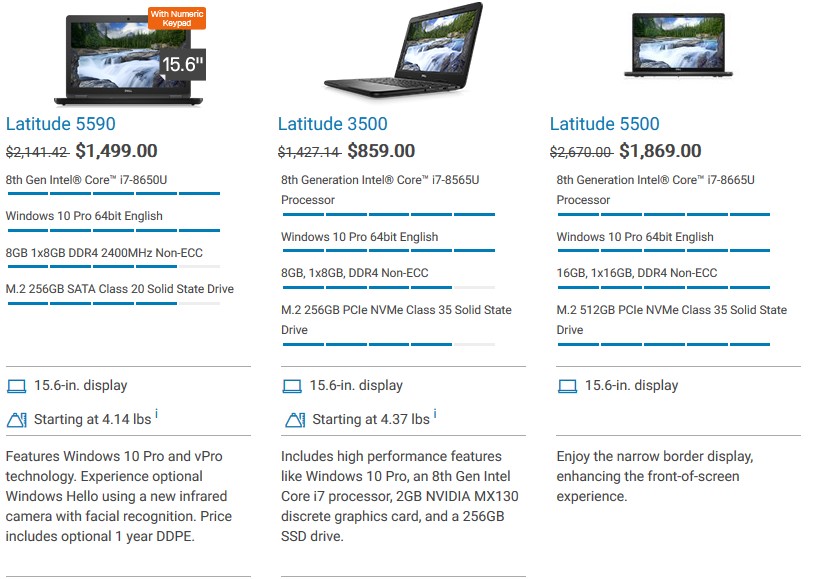 With Numeric
Keypad
15.6"
Latitude 5590
$2,141.42 $1,499.00
8th Gen Intel® Core™ i7-8650U
Windows 10 Pro 64bit English
8GB 1x8GB DDR4 2400MHz Non-ECC
M.2 256GB SATA Class 20 Solid State Drive
15.6-in. display
Starting at 4.14 lbs i
Features Windows 10 Pro and vPro
technology. Experience optional
Windows Hello using a new infrared
camera with facial recognition. Price
includes optional 1 year DDPE.
Latitude 3500
$1,427.14 $859.00
8th Generation Intel® Core™ i7-8565U
Processor
Windows 10 Pro 64bit English
8GB, 1x8GB, DDR4 Non-ECC
M.2 256GB PCIe NVMe Class 35 Solid State
Drive
15.6-in. display
Starting at 4.37 lbs i
Includes high performance features
like Windows 10 Pro, an 8th Gen Intel
Core i7 processor, 2GB NVIDIA MX130
discrete graphics card, and a 256GB
SSD drive.
Latitude 5500
$2,670.00 $1,869.00
8th Generation Intel® Core™ i7-8665U
Processor
Windows 10 Pro 64bit English
16GB, 1x16GB, DDR4 Non-ECC
M.2 512GB PCIe NVMe Class 35 Solid State
Drive
15.6-in. display
Enjoy the narrow border display,
enhancing the front-of-screen
experience.